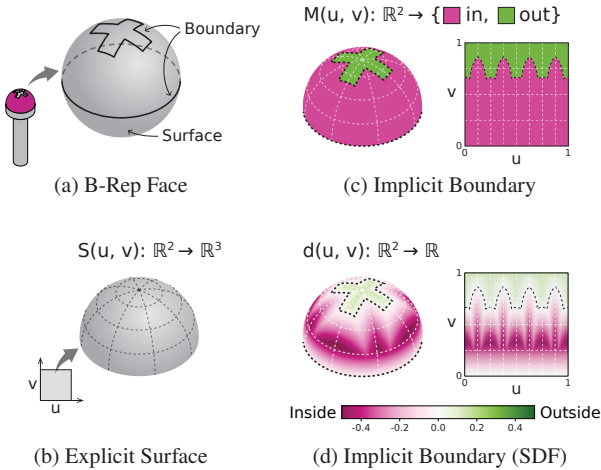 Boundary
Surface
(a) B-Rep Face
M(u, v): ℝ² → { in, out}
1
v
0
0
u
1
(c) Implicit Boundary
S(u, v): ℝ² → ℝ³
v
u
(b) Explicit Surface
d(u, v): ℝ² → ℝ
1
v
0
0
u
1
Inside
Outside
-0.4 -0.2 0.0 0.2 0.4
(d) Implicit Boundary (SDF)